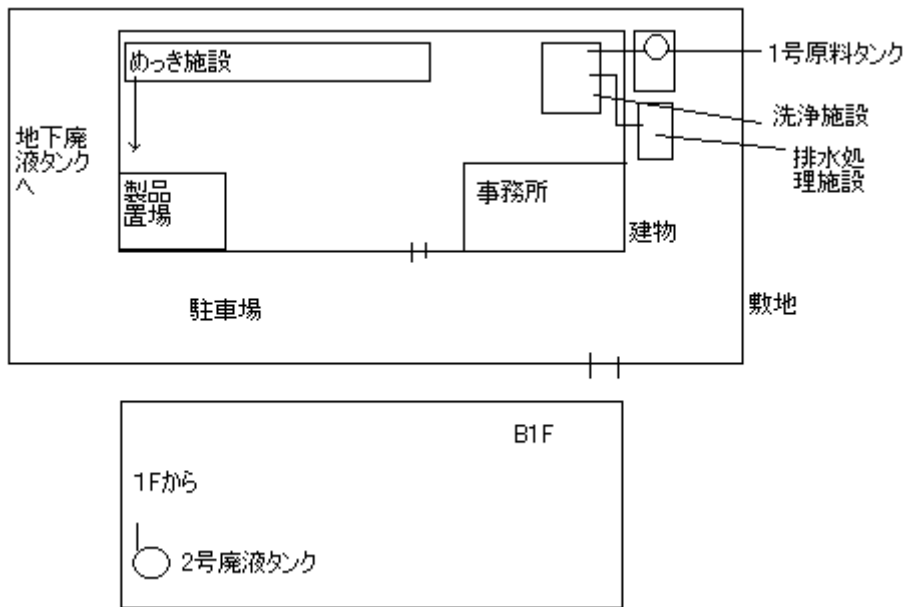 めっき施設
1号原料タンク
洗浄施設
排水処
理施設
地下廃
液タンク
へ
製品
置場
事務所
建物
駐車場
敷地
B1F
1Fから
2号廃液タンク